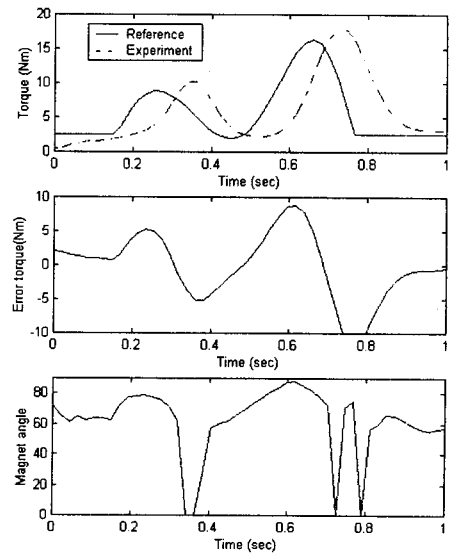 20
15
10
5
0
Torque (Nm)
Reference
Experiment
0 0.2 0.4 0.6 0.8 1
Time (sec)
10
5
0
-5
-10
Error torque(Nm)
0 0.2 0.4 0.6 0.8 1
Time (sec)
80
60
40
20
0
Magnet angle
0 0.2 0.4 0.6 0.8 1
Time (sec)